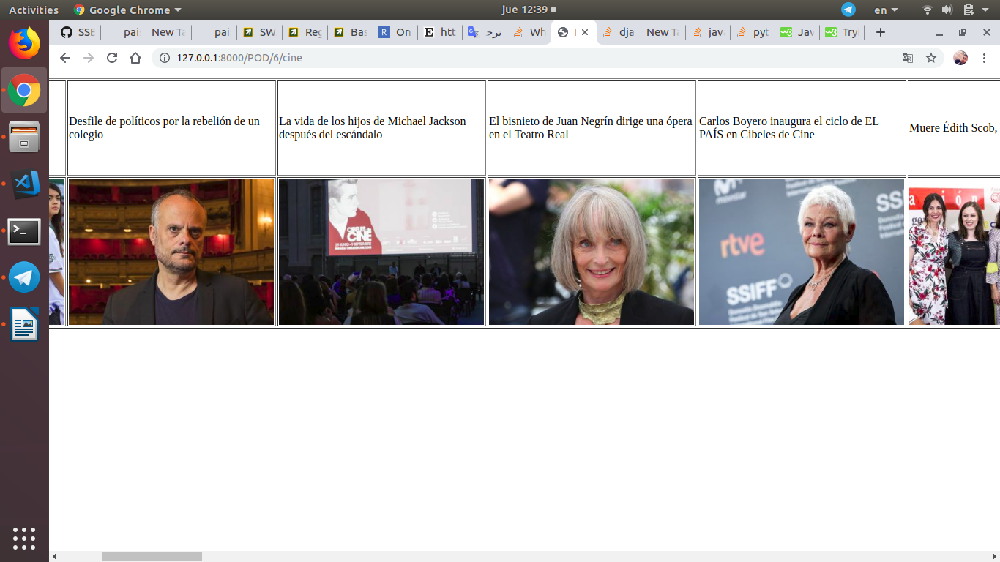 Activities
Google Chrome
jue 12:39
en
SSE
pai
New Ta
pai
SW
Reg
Bas
On
htt
ترج
Wh
dja
New Ta
java
pyt
Jav
Try
127.0.0.1:8000/POD/6/cine
Desfile de políticos por la rebelión de un
colegio
La vida de los hijos de Michael Jackson
después del escándalo
El bisnieto de Juan Negrín dirige una ópera
en el Teatro Real
Carlos Boyero inaugura el ciclo de EL
PAÍS en Cibeles de Cine
Muere Édith Scob,
CIBELES de
CINE
movistar
rtve
SSIFF
SSI